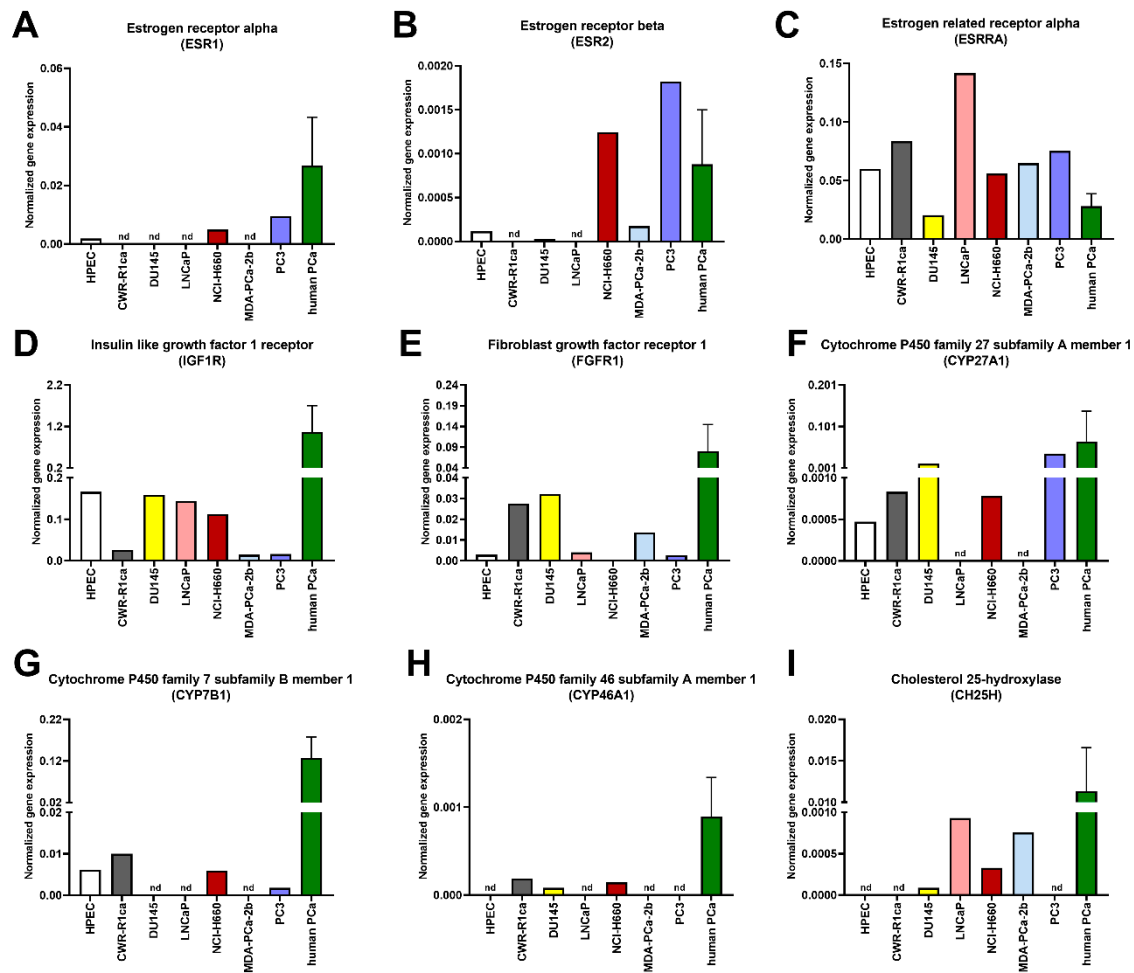 A
Estrogen receptor alpha
(ESR1)
Normalized gene expression
0.06
0.04
0.02
0.00
nd
nd
nd
nd
HPEC
CWR-R1ca
DU145
LNCaP
NCI-H660
MDA-PCa-2b
PC3
human PCa
B
Estrogen receptor beta
(ESR2)
Normalized gene expression
0.0020
0.0015
0.0010
0.0005
0.0000
nd
nd
HPEC
CWR-R1ca
DU145
LNCaP
NCI-H660
MDA-PCa-2b
PC3
human PCa
C
Estrogen related receptor alpha
(ESRRA)
Normalized gene expression
0.15
0.10
0.05
0.00
HPEC
CWR-R1ca
DU145
LNCaP
NCI-H660
MDA-PCa-2b
PC3
human PCa
D
Insulin like growth factor 1 receptor
(IGF1R)
Normalized gene expression
2.2
1.2
0.2
0.2
0.1
0.0
HPEC
CWR-R1ca
DU145
LNCaP
NCI-H660
MDA-PCa-2b
PC3
human PCa
E
Fibroblast growth factor receptor 1
(FGFR1)
Normalized gene expression
0.24
0.19
0.14
0.09
0.04
0.04
0.03
0.02
0.01
0.00
HPEC
CWR-R1ca
DU145
LNCaP
NCI-H660
MDA-PCa-2b
PC3
human PCa
F
Cytochrome P450 family 27 subfamily A member 1
(CYP27A1)
Normalized gene expression
0.201
0.101
0.001
0.0010
0.0005
0.0000
nd
nd
HPEC
CWR-R1ca
DU145
LNCaP
NCI-H660
MDA-PCa-2b
PC3
human PCa
G
Cytochrome P450 family 7 subfamily B member 1
(CYP7B1)
Normalized gene expression
0.22
0.12
0.02
0.02
0.01
0.00
nd
nd
nd
HPEC
CWR-R1ca
DU145
LNCaP
NCI-H660
MDA-PCa-2b
PC3
human PCa
H
Cytochrome P450 family 46 subfamily A member 1
(CYP46A1)
Normalized gene expression
0.002
0.001
0.000
nd
nd
nd
nd
HPEC
CWR-R1ca
DU145
LNCaP
NCI-H660
MDA-PCa-2b
PC3
human PCa
I
Cholesterol 25-hydroxylase
(CH25H)
Normalized gene expression
0.020
0.015
0.010
0.0010
0.0005
0.0000
nd
nd
nd
HPEC
CWR-R1ca
DU145
LNCaP
NCI-H660
MDA-PCa-2b
PC3
human PCa